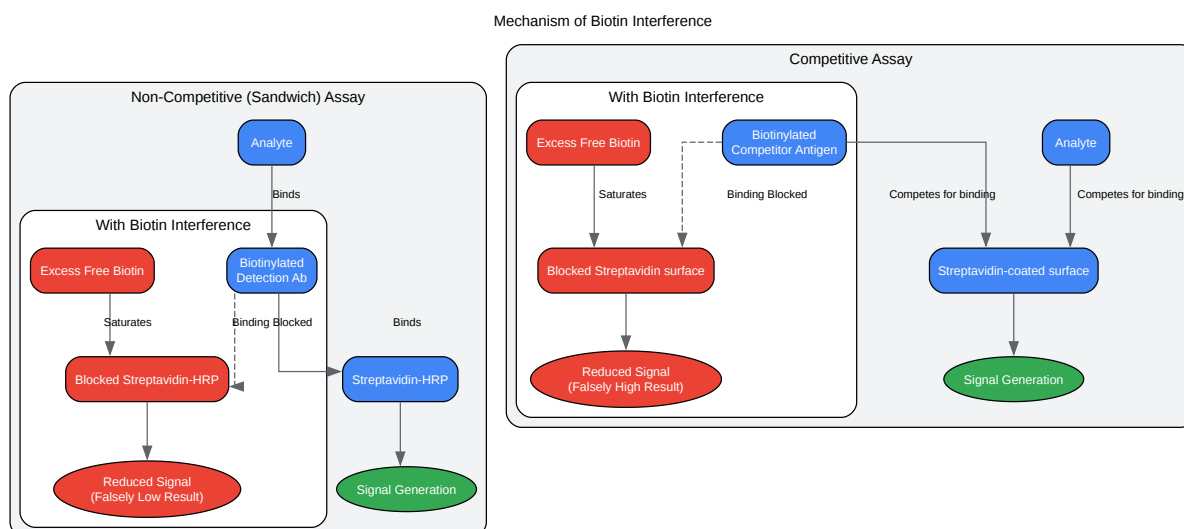 Mechanism of Biotin Interference
Non-Competitive (Sandwich) Assay
Analyte
Binds
With Biotin Interference
Excess Free Biotin
Biotinylated
Detection Ab
Saturates
Binding Blocked
Binds
Blocked Streptavidin-HRP
Streptavidin-HRP
Reduced Signal
(Falsely Low Result)
Signal Generation
Competitive Assay
With Biotin Interference
Excess Free Biotin
Biotinylated
Competitor Antigen
Analyte
Saturates
Binding Blocked
Competes for binding
Competes for binding
Blocked Streptavidin surface
Streptavidin-coated surface
Reduced Signal
(Falsely High Result)
Signal Generation